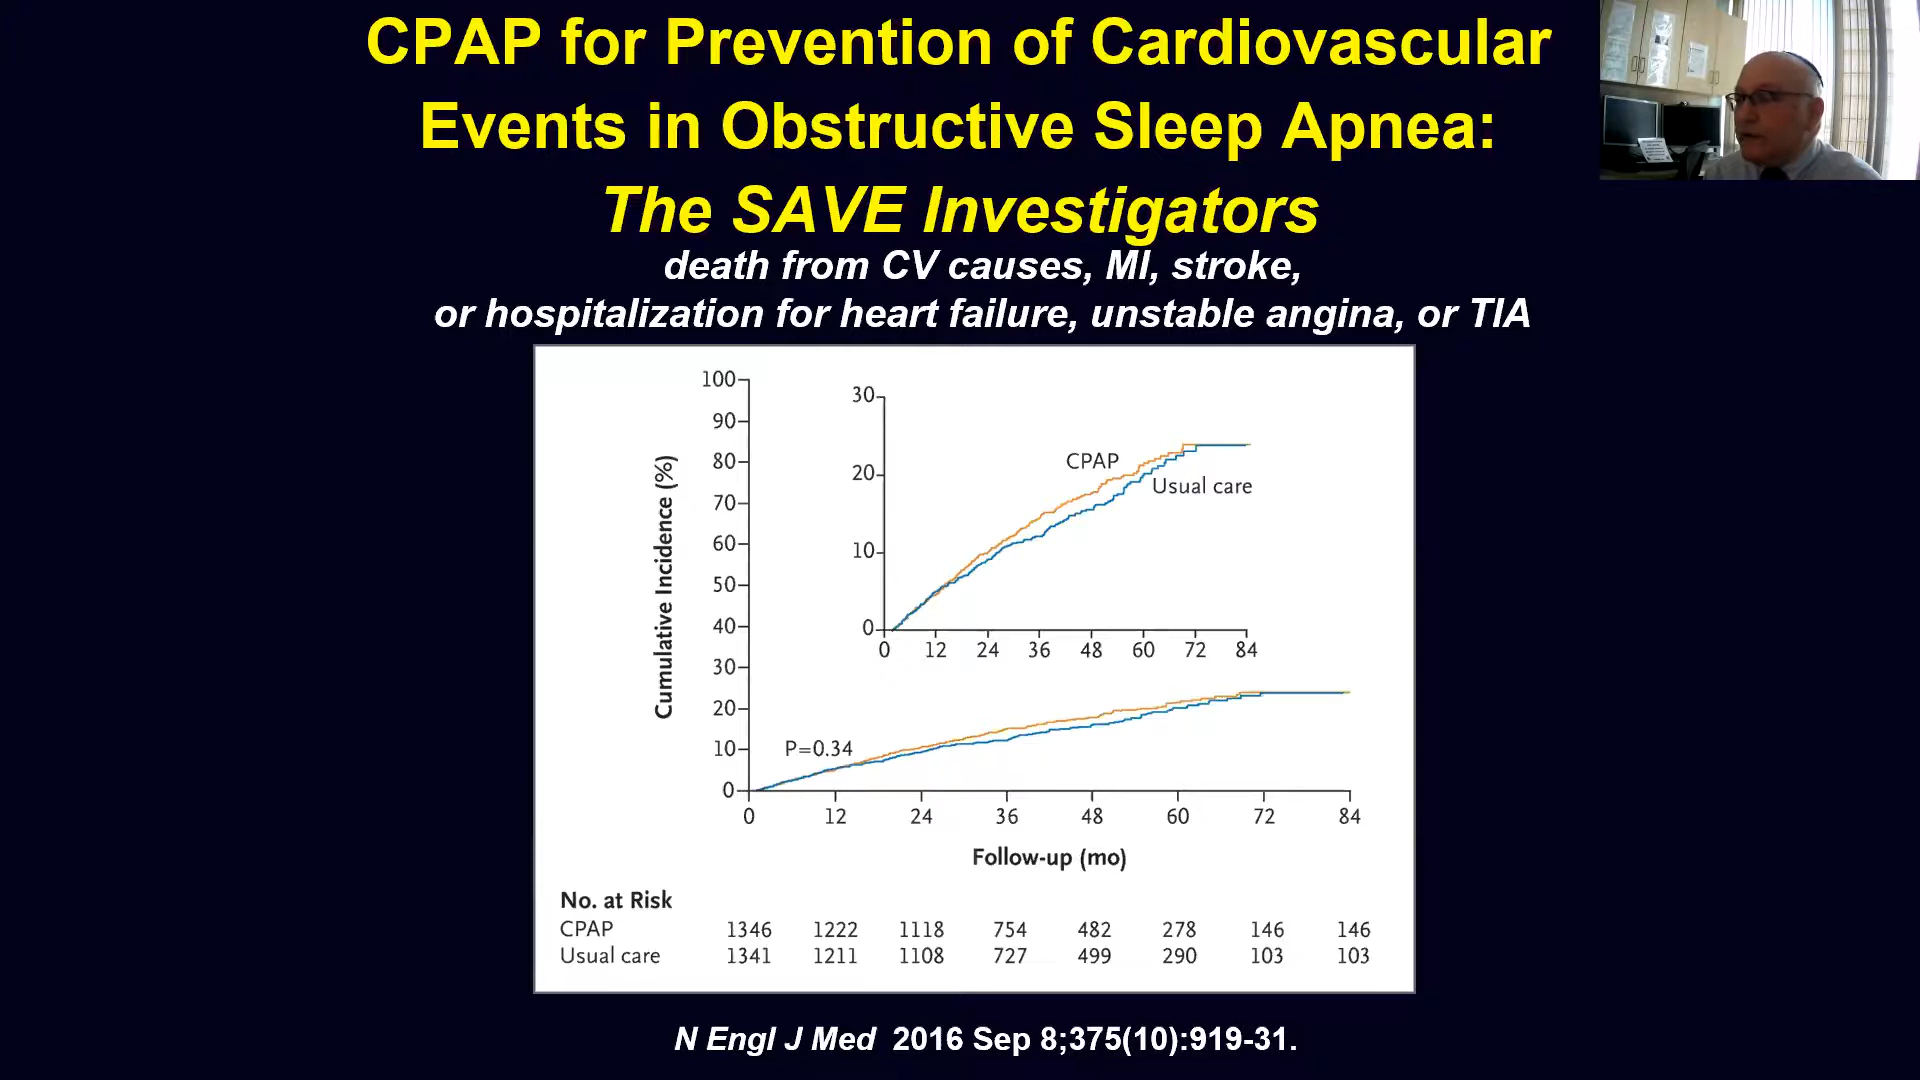 CPAP for Prevention of Cardiovascular
Events in Obstructive Sleep Apnea:
The SAVE Investigators
death from CV causes, MI, stroke,
or hospitalization for heart failure, unstable angina, or TIA
Cumulative Incidence (%)
100
90
80
70
60
50
40
30
20
10
0
30
20
10
0
CPAP
Usual care
0 12 24 36 48 60 72 84
P=0.34
0 12 24 36 48 60 72 84
Follow-up (mo)
No. at Risk
CPAP 1346 1222 1118 754 482 278 146 146
Usual care 1341 1211 1108 727 499 290 103 103
N Engl J Med 2016 Sep 8;375(10):919-31.